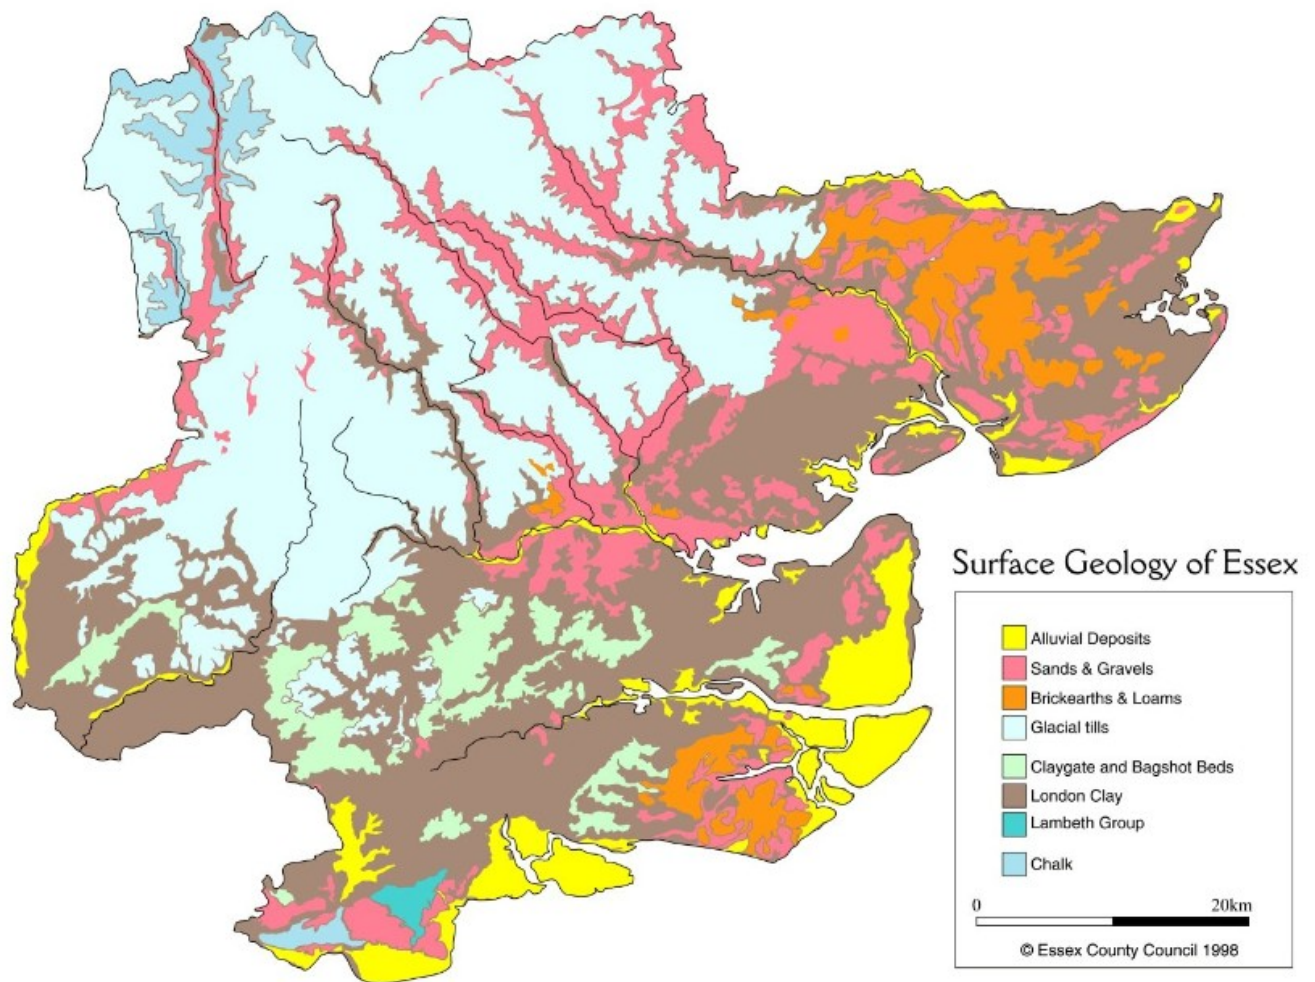 Surface Geology of Essex
Alluvial Deposits
Sands & Gravels
Brickearths & Loams
Glacial tills
Claygate and Bagshot Beds
London Clay
Lambeth Group
Chalk
0 20km
© Essex County Council 1998